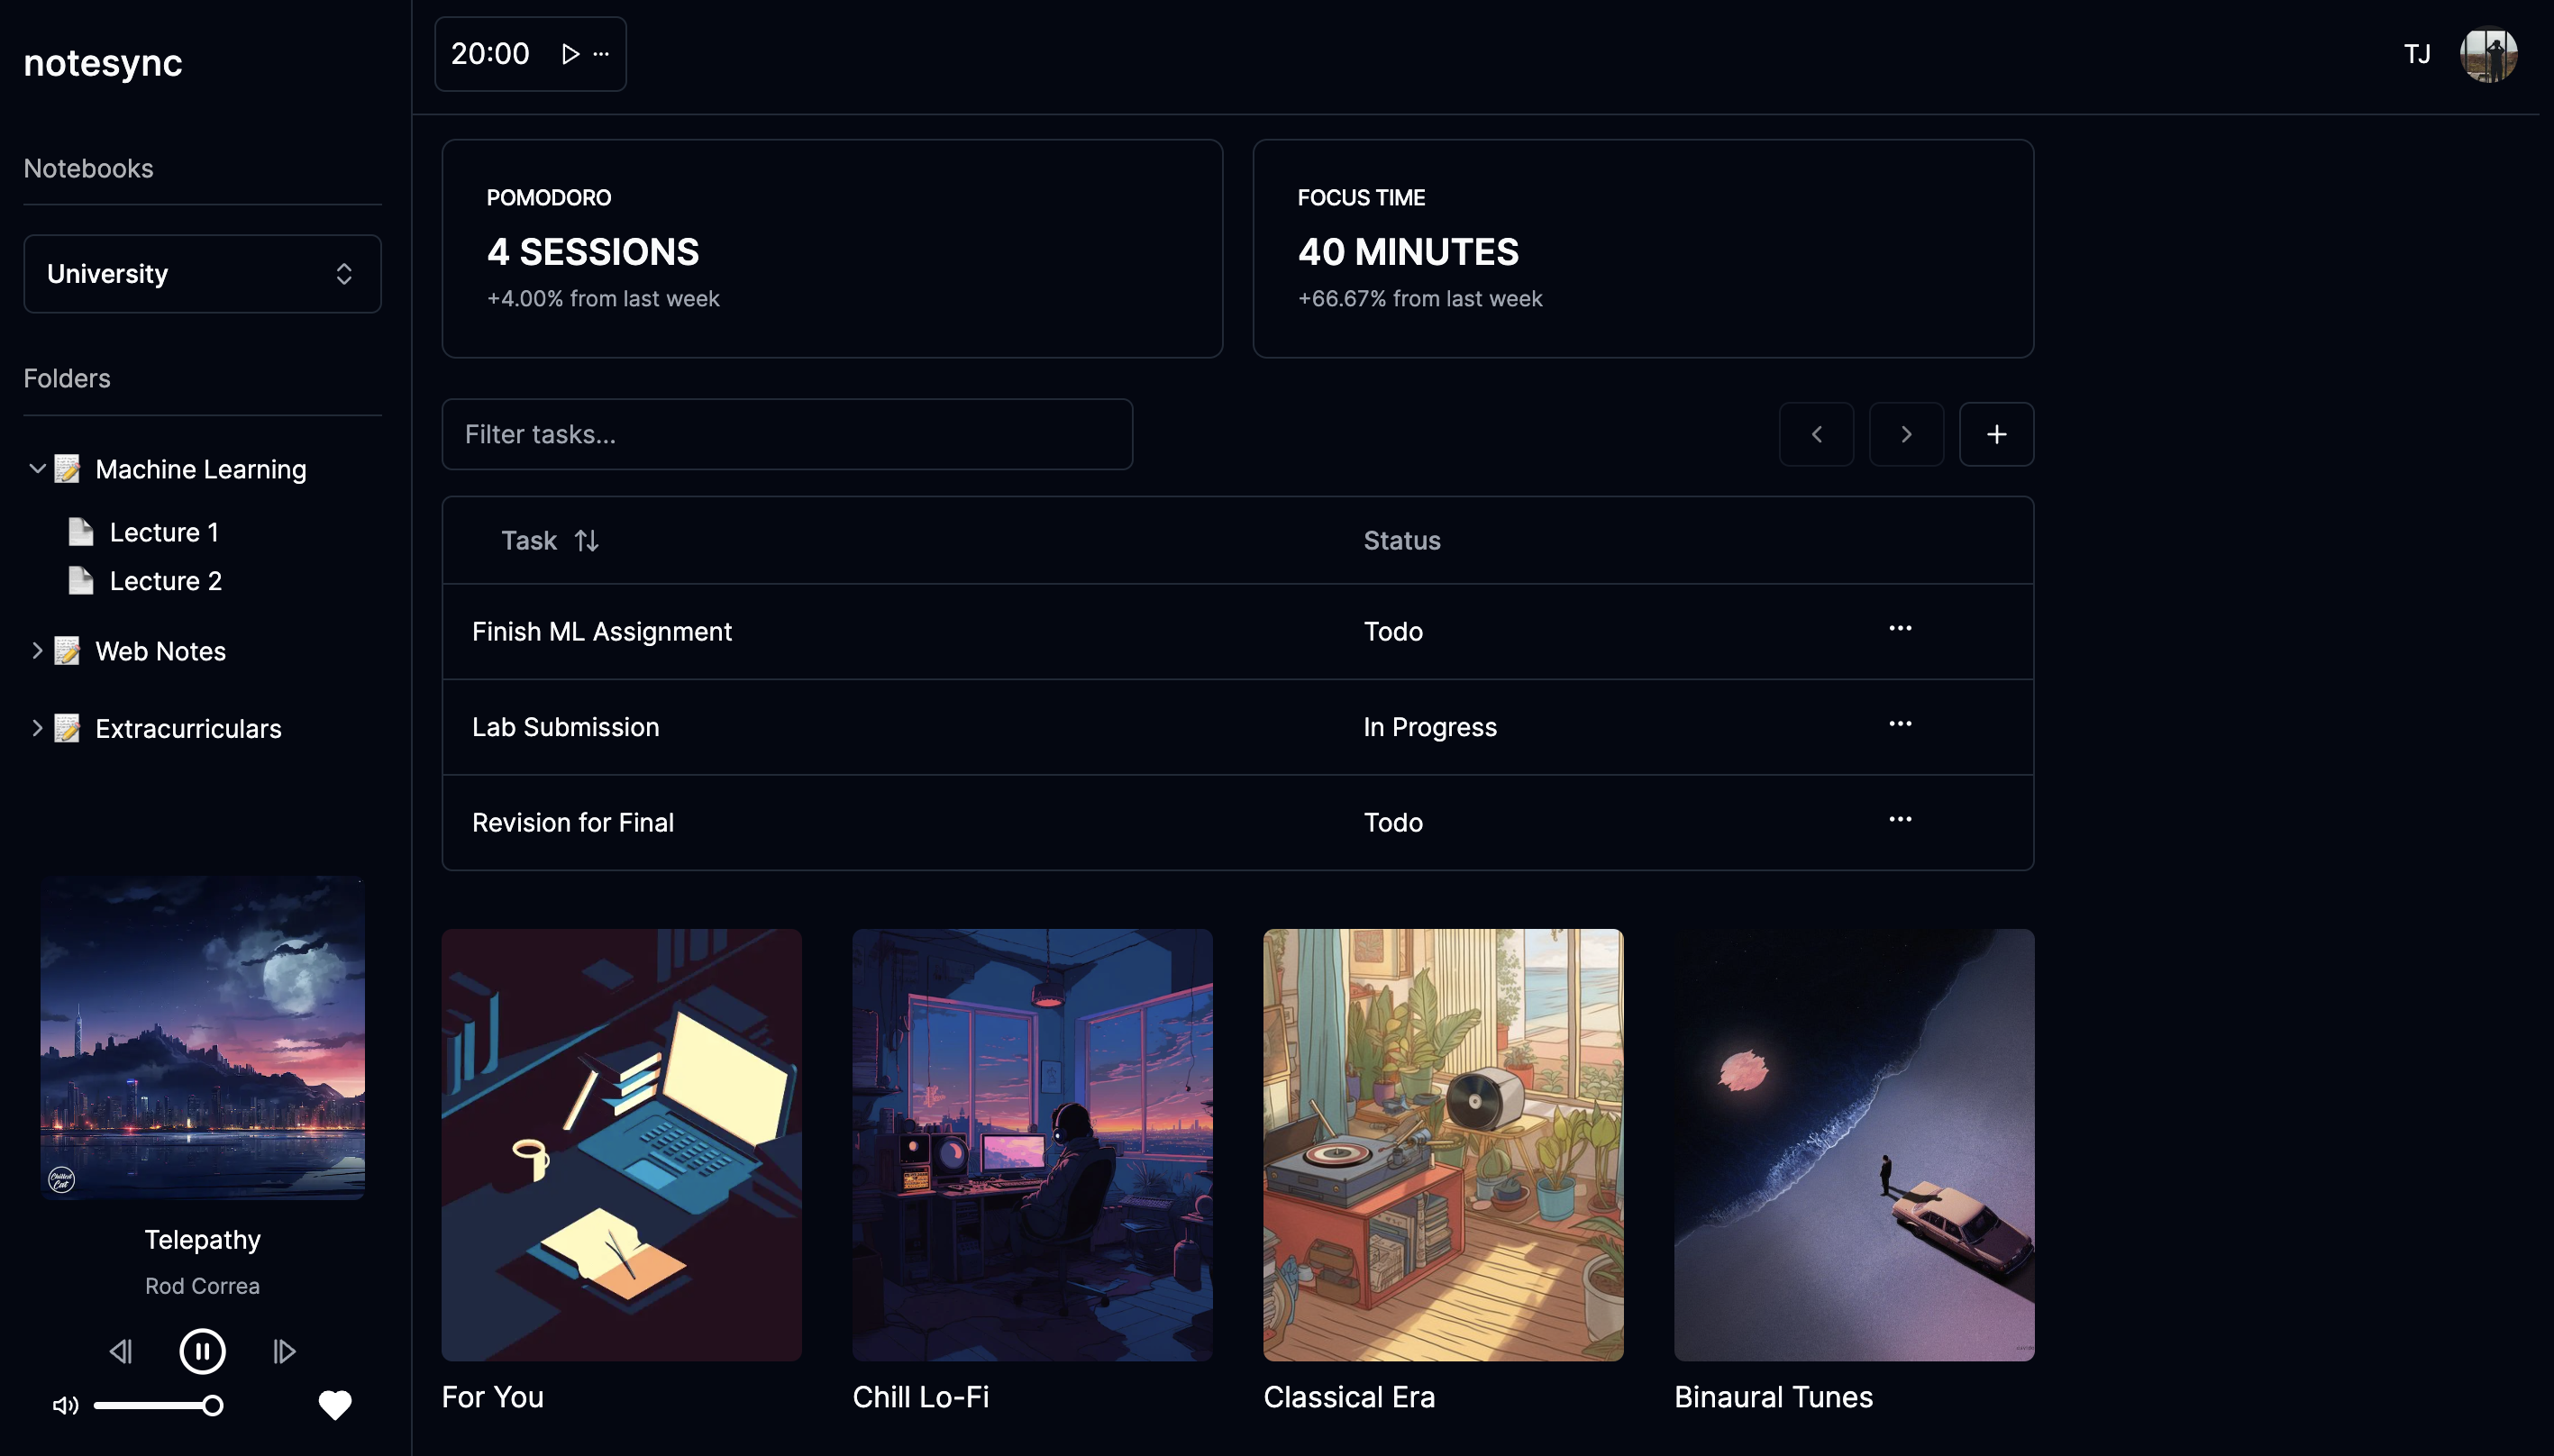 notesync
Notebooks
University
Folders
Machine Learning
Lecture 1
Lecture 2
Web Notes
Extracurriculars
Chilled
Cat
Telepathy
Rod Correa
20:00
TJ
POMODORO
4 SESSIONS
+4.00% from last week
FOCUS TIME
40 MINUTES
+66.67% from last week
Filter tasks...
Task Status
Finish ML Assignment Todo
Lab Submission In Progress
Revision for Final Todo
For You
Chill Lo-Fi
Classical Era
Binaural Tunes